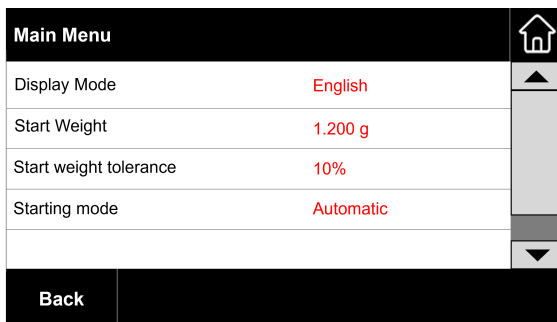 Main Menu
Display Mode English
Start Weight 1.200 g
Start weight tolerance 10%
Starting mode Automatic
Back